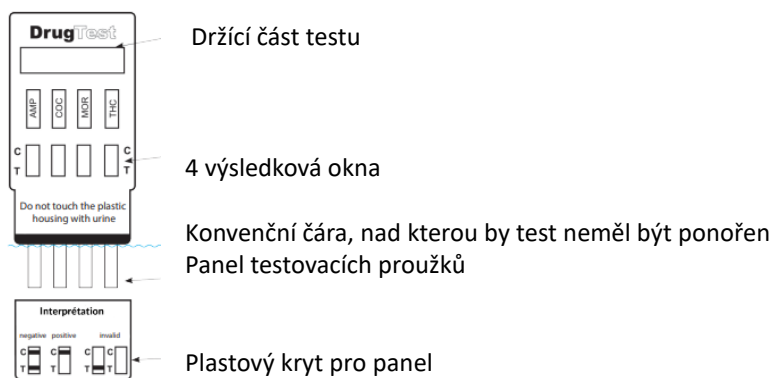 DrugTest
Držící část testu
AMP COC MOR THC
C C
T T
4 výsledková okna
Do not touch the plastic
housing with urine
Konvenční čára, nad kterou by test neměl být ponořen
Panel testovacích proužků
Interprétation
negative positive invalid
C C C C
T T T T
Plastový kryt pro panel